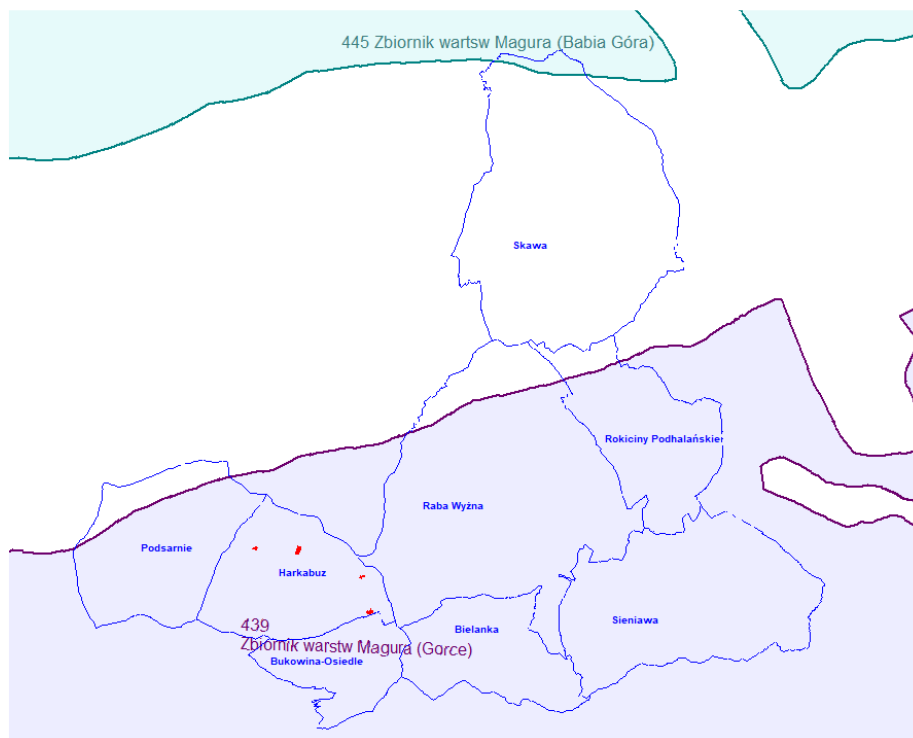 445 Zbiornik wartsw Magura (Babia Góra)
Skawa
Rokiciny Podhalańskie
Raba Wyżna
Podsarnie
Harkabuz
439
Zbiornik warstw Magura (Gorce)
Sieniawa
Bielanka
Bukowina-Osiedle